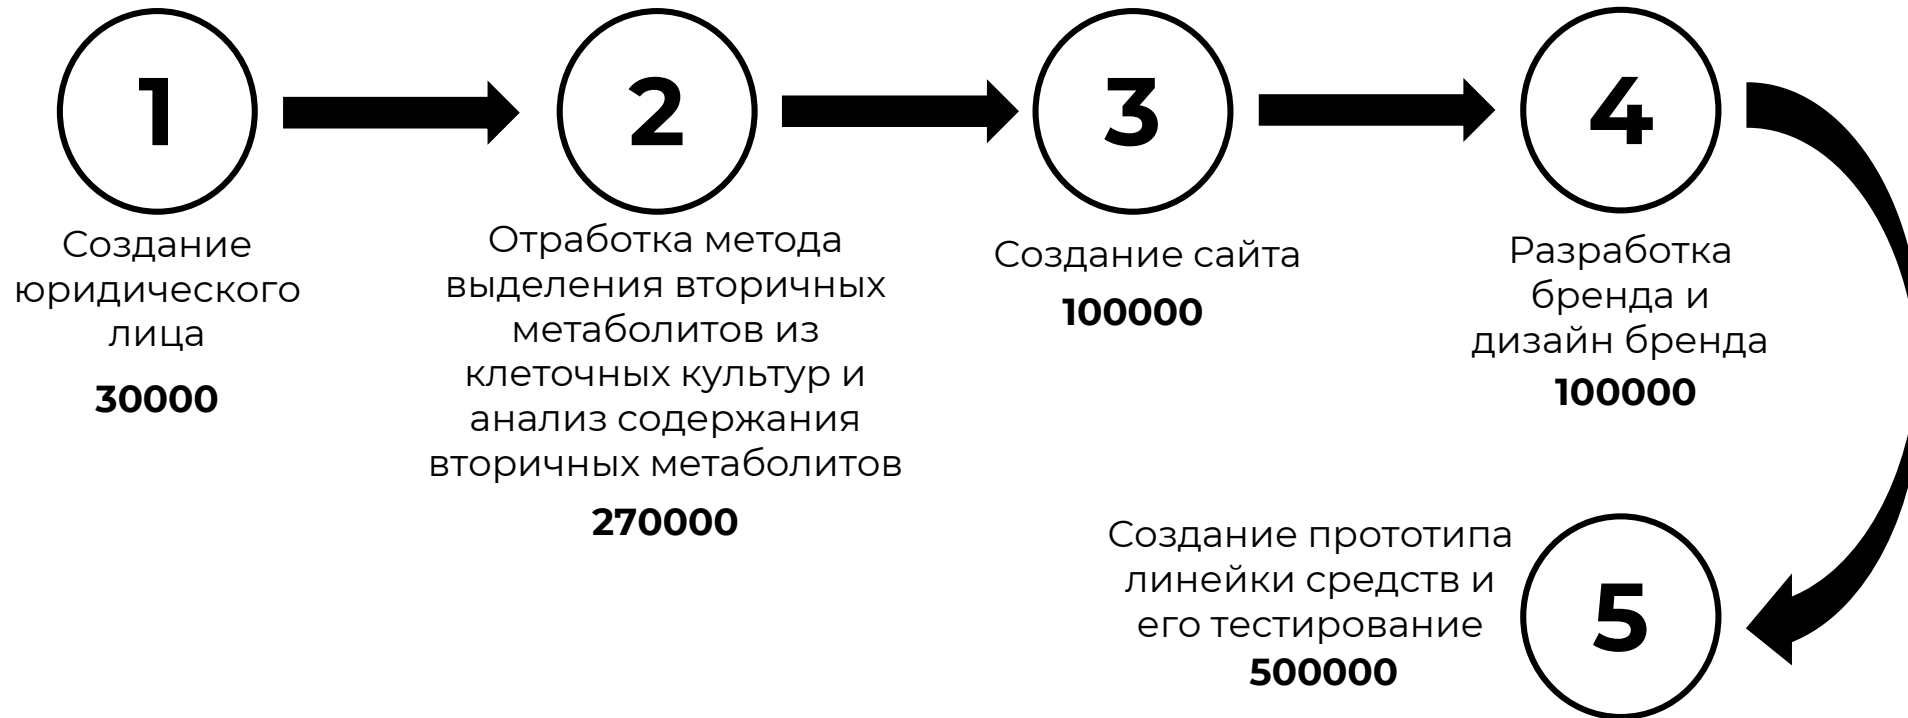 1
Создание
юридического
лица
30000
2
Отработка метода
выделения вторичных
метаболитов из
клеточных культур и
анализ содержания
вторичных метаболитов
270000
3
Создание сайта
100000
4
Разработка
бренда и
дизайн бренда
100000
5
Создание прототипа
линейки средств и
его тестирование
500000